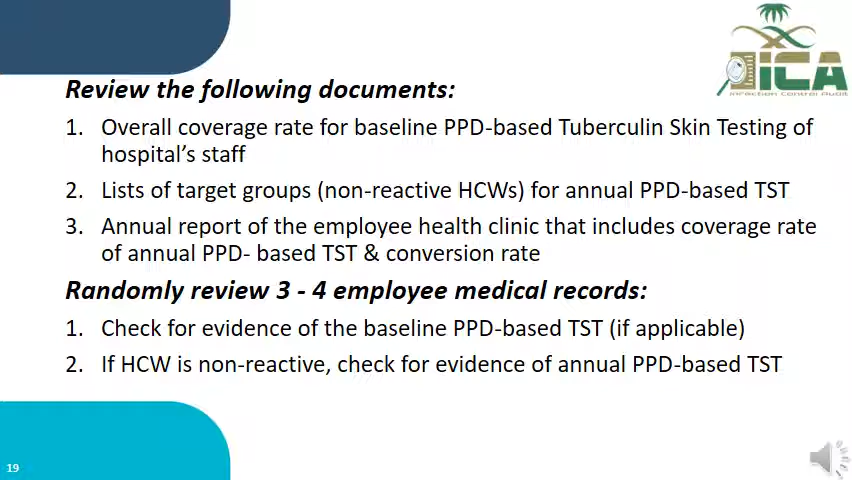 ICA
Infection Control Audit
Review the following documents:
1. Overall coverage rate for baseline PPD-based Tuberculin Skin Testing of
hospital’s staff
2. Lists of target groups (non-reactive HCWs) for annual PPD-based TST
3. Annual report of the employee health clinic that includes coverage rate
of annual PPD- based TST & conversion rate
Randomly review 3 - 4 employee medical records:
1. Check for evidence of the baseline PPD-based TST (if applicable)
2. If HCW is non-reactive, check for evidence of annual PPD-based TST
19